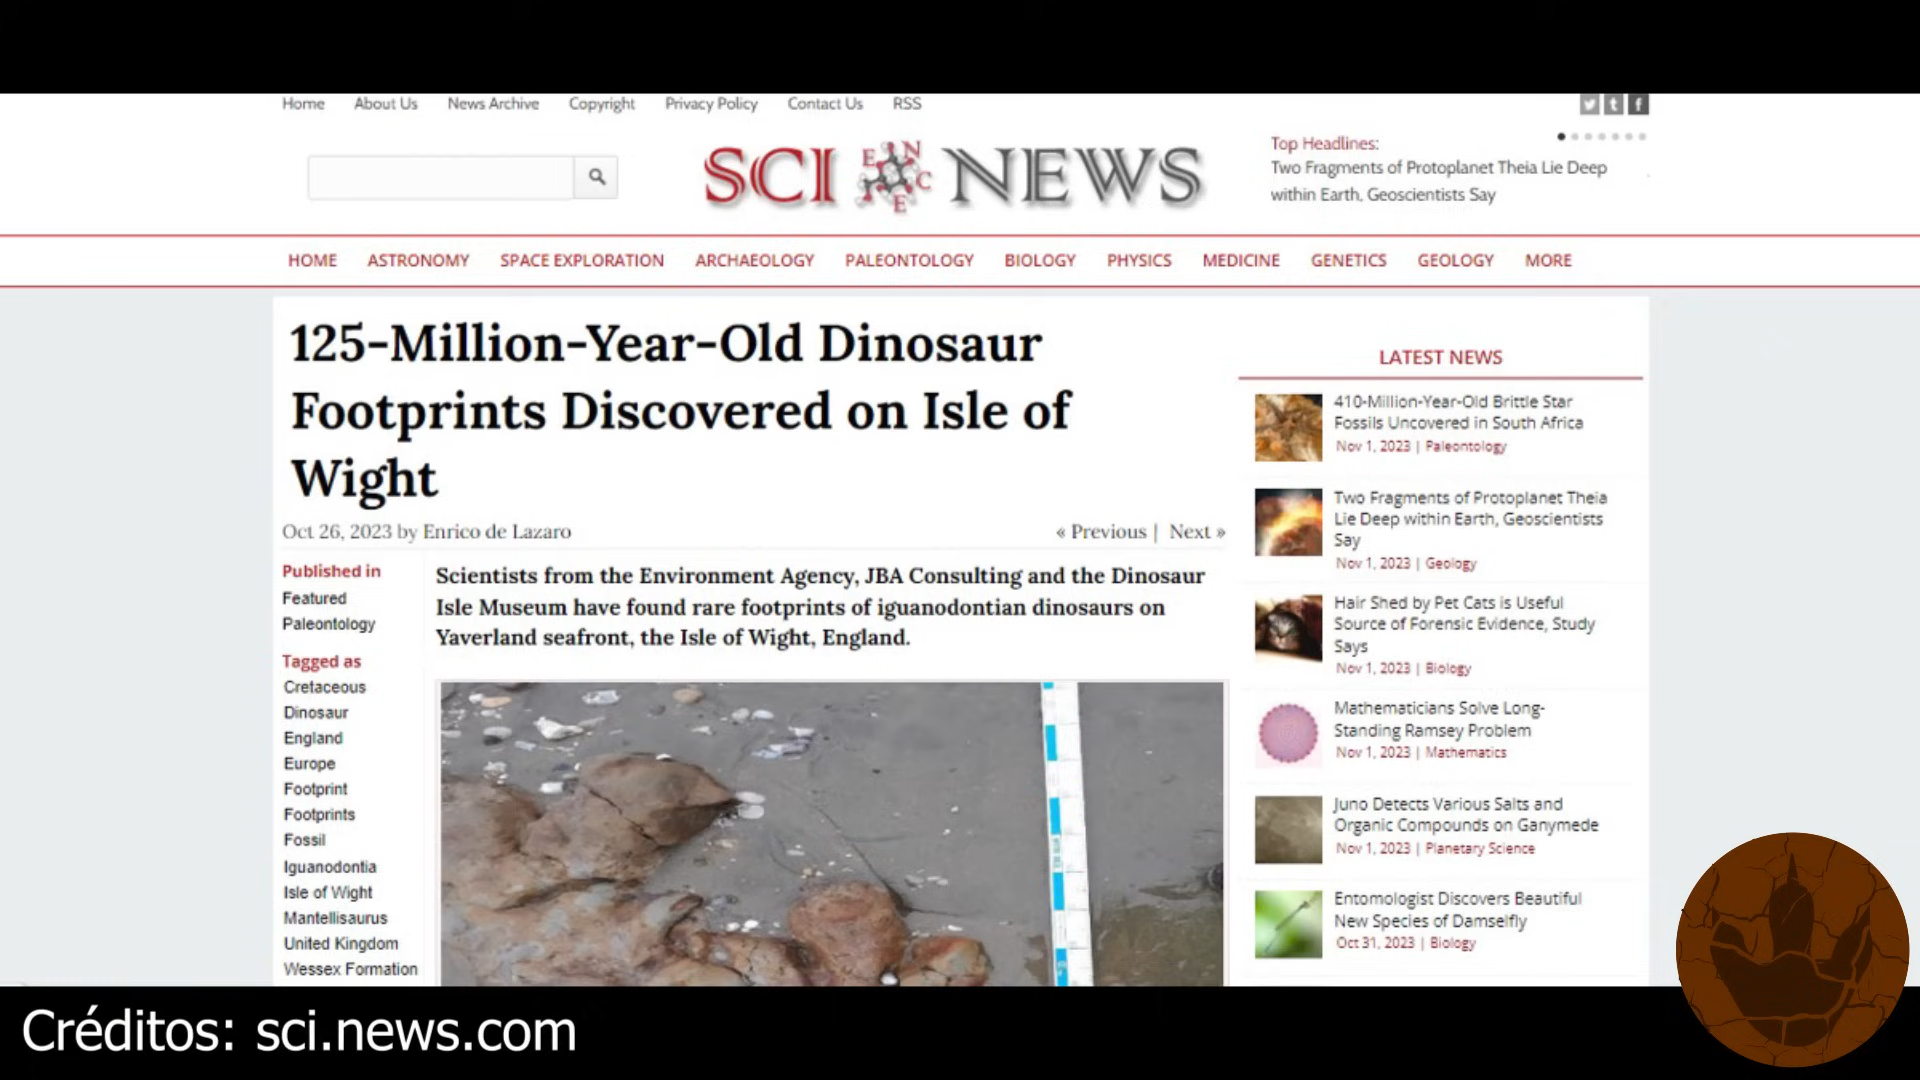 Home About Us News Archive Copyright Privacy Policy Contact Us RSS
SCI ENCE NEWS
Top Headlines:
Two Fragments of Protoplanet Theia Lie Deep
within Earth, Geoscientists Say
HOME ASTRONOMY SPACE EXPLORATION ARCHAEOLOGY PALEONTOLOGY BIOLOGY PHYSICS MEDICINE GENETICS GEOLOGY MORE
125-Million-Year-Old Dinosaur
Footprints Discovered on Isle of
Wight
Oct 26, 2023 by Enrico de Lazaro
« Previous | Next »
Published in
Featured
Paleontology
Tagged as
Cretaceous
Dinosaur
England
Europe
Footprint
Footprints
Fossil
Iguanodontia
Isle of Wight
Mantellisaurus
United Kingdom
Wessex Formation
Scientists from the Environment Agency, JBA Consulting and the Dinosaur
Isle Museum have found rare footprints of iguanodontian dinosaurs on
Yaverland seafront, the Isle of Wight, England.
LATEST NEWS
410-Million-Year-Old Brittle Star
Fossils Uncovered in South Africa
Nov 1, 2023 | Paleontology
Two Fragments of Protoplanet Theia
Lie Deep within Earth, Geoscientists
Say
Nov 1, 2023 | Geology
Hair Shed by Pet Cats is Useful
Source of Forensic Evidence, Study
Says
Nov 1, 2023 | Biology
Mathematicians Solve Long-
Standing Ramsey Problem
Nov 1, 2023 | Mathematics
Juno Detects Various Salts and
Organic Compounds on Ganymede
Nov 1, 2023 | Planetary Science
Entomologist Discovers Beautiful
New Species of Damselfly
Oct 31, 2023 | Biology
Créditos: sci.news.com